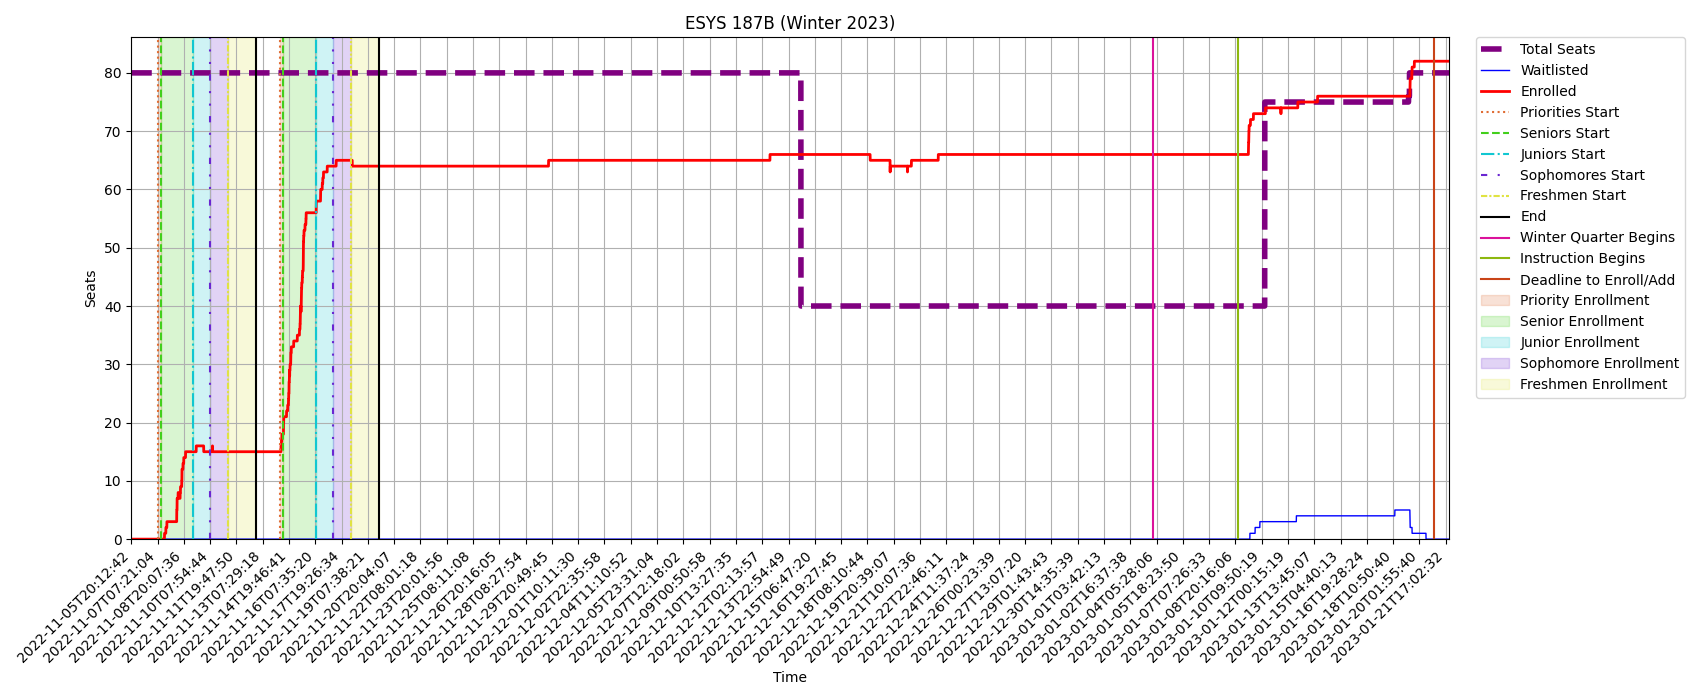 ESYS 187B (Winter 2023)
Seats
80
70
60
50
40
30
20
10
0
2022-11-05T20:12:42
2022-11-07T07:21:04
2022-11-08T20:07:36
2022-11-10T07:54:44
2022-11-11T19:47:50
2022-11-13T07:29:18
2022-11-14T19:46:41
2022-11-16T07:35:20
2022-11-17T19:26:34
2022-11-19T07:38:21
2022-11-20T20:04:07
2022-11-22T08:01:18
2022-11-23T20:01:56
2022-11-25T08:11:08
2022-11-26T20:16:05
2022-11-28T08:27:54
2022-11-29T20:49:45
2022-12-01T10:11:30
2022-12-02T22:35:58
2022-12-04T11:10:52
2022-12-05T23:31:04
2022-12-07T12:18:02
2022-12-09T00:50:58
2022-12-10T13:27:35
2022-12-12T02:13:57
2022-12-13T22:54:49
2022-12-15T06:47:20
2022-12-16T19:27:45
2022-12-18T08:10:44
2022-12-19T20:39:07
2022-12-21T10:07:36
2022-12-22T22:46:11
2022-12-24T11:37:24
2022-12-26T00:23:39
2022-12-27T13:07:20
2022-12-29T01:43:43
2022-12-30T14:35:39
2023-01-01T03:42:13
2023-01-02T16:37:38
2023-01-04T05:28:06
2023-01-05T18:23:50
2023-01-07T07:26:33
2023-01-08T20:16:06
2023-01-10T09:50:19
2023-01-12T00:15:19
2023-01-13T13:45:07
2023-01-15T04:40:13
2023-01-16T19:28:24
2023-01-18T10:50:40
2023-01-20T01:55:40
2023-01-21T17:02:32
Time
Total Seats
Waitlisted
Enrolled
Priorities Start
Seniors Start
Juniors Start
Sophomores Start
Freshmen Start
End
Winter Quarter Begins
Instruction Begins
Deadline to Enroll/Add
Priority Enrollment
Senior Enrollment
Junior Enrollment
Sophomore Enrollment
Freshmen Enrollment